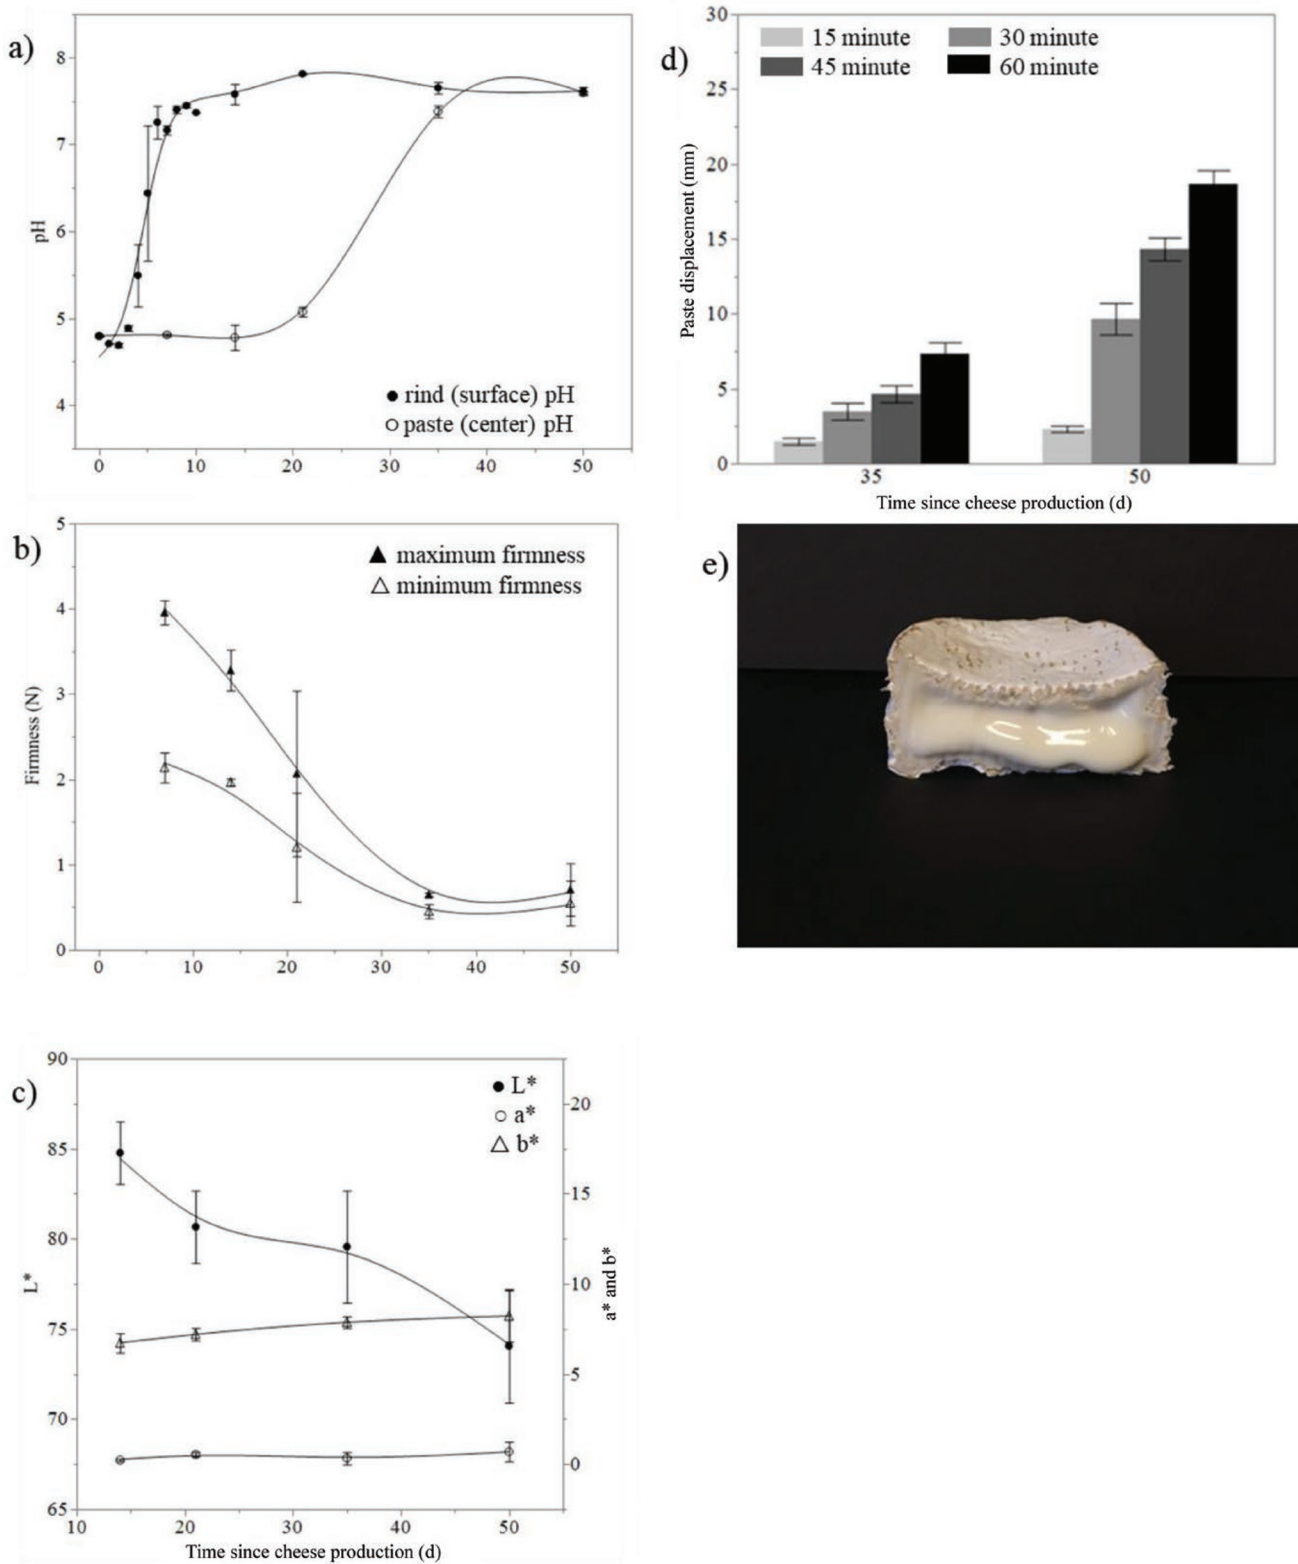 a)
8
7
6
5
4
pH
● rind (surface) pH
○ paste (center) pH
0 10 20 30 40 50
b)
5
4
3
2
1
0
Firmness (N)
▲ maximum firmness
△ minimum firmness
0 10 20 30 40 50
c)
90
85
80
75
70
65
L*
● L*
○ a*
△ b*
20
15
10
5
0
a* and b*
10 20 30 40 50
Time since cheese production (d)
d)
30
25
20
15
10
5
0
Paste displacement (mm)
15 minute 30 minute
45 minute 60 minute
35 50
Time since cheese production (d)
e)